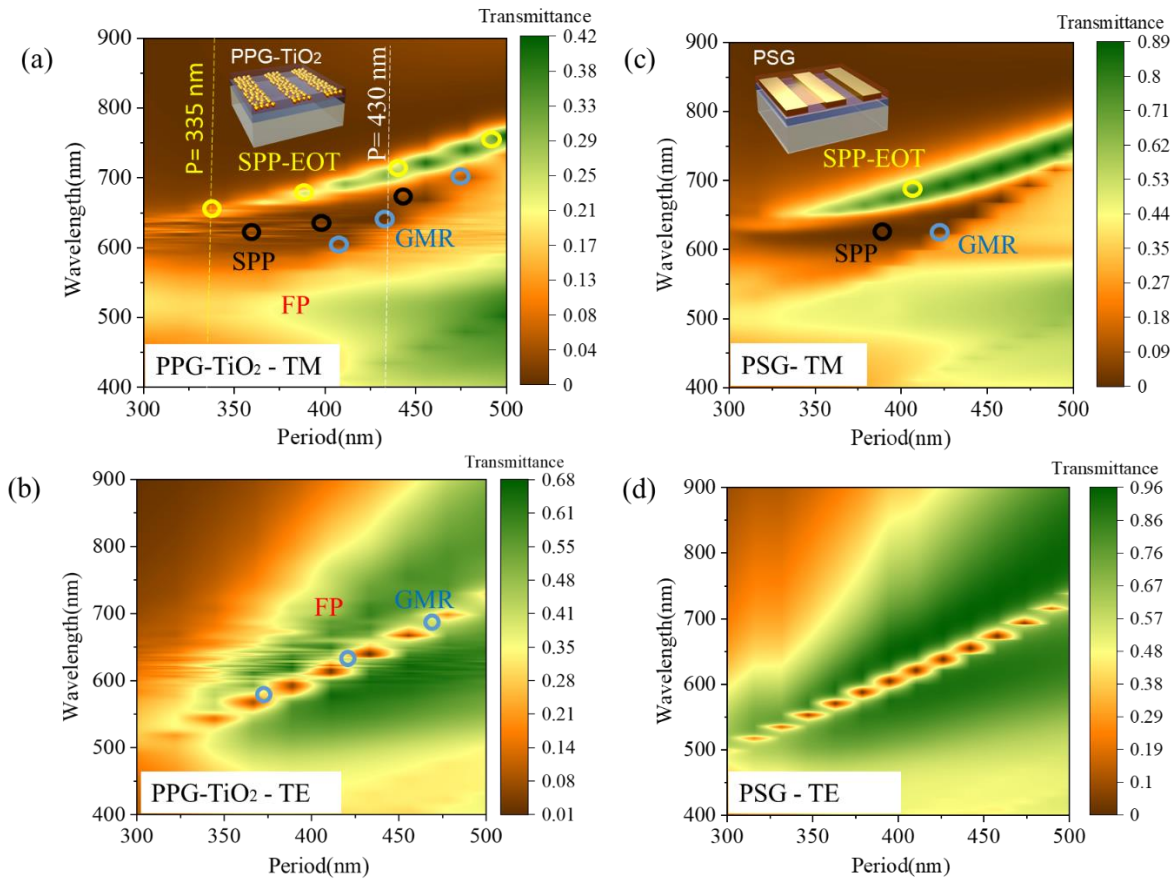 (a)
Transmittance
900
800
700
600
500
400
Wavelength(nm)
P= 335 nm
PPG-TiO₂
P= 430 nm
SPP-EOT
SPP
GMR
FP
PPG-TiO₂ - TM
300
350
400
450
500
Period(nm)
0.42
0.38
0.34
0.29
0.25
0.21
0.17
0.13
0.08
0.04
0
(c)
Transmittance
900
800
700
600
500
400
Wavelength(nm)
PSG
SPP-EOT
SPP
GMR
PSG- TM
300
350
400
450
500
Period(nm)
0.89
0.80
0.71
0.61
0.53
0.44
0.35
0.27
0.18
0.09
0
(b)
Transmittance
900
800
700
600
500
400
Wavelength(nm)
FP
GMR
PPG-TiO₂ - TE
300
350
400
450
500
Period(nm)
0.68
0.61
0.55
0.48
0.41
0.35
0.28
0.21
0.14
0.08
0.01
(d)
Transmittance
900
800
700
600
500
400
Wavelength(nm)
PSG - TE
300
350
400
450
500
Period(nm)
0.96
0.86
0.76
0.67
0.58
0.48
0.38
0.29
0.19
0.1
0